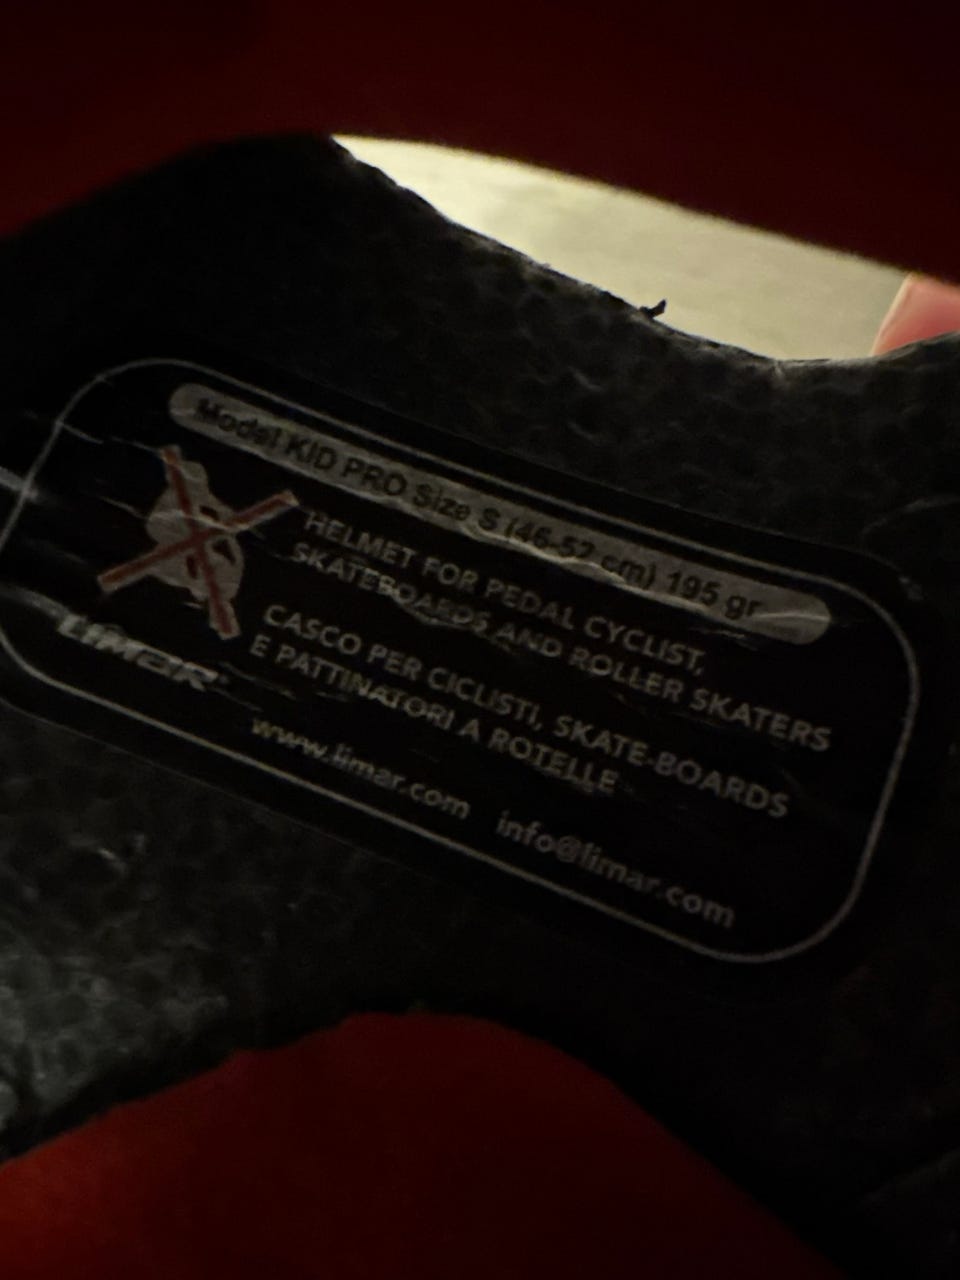 Model KID PRO Size S (46-52 cm) 195 gr
HELMET FOR PEDAL CYCLIST,
SKATEBOARDS AND ROLLER SKATERS
CASCO PER CICLISTI, SKATE-BOARDS
E PATTINATORI A ROTELLE
LIMAR
www.limar.com info@limar.com